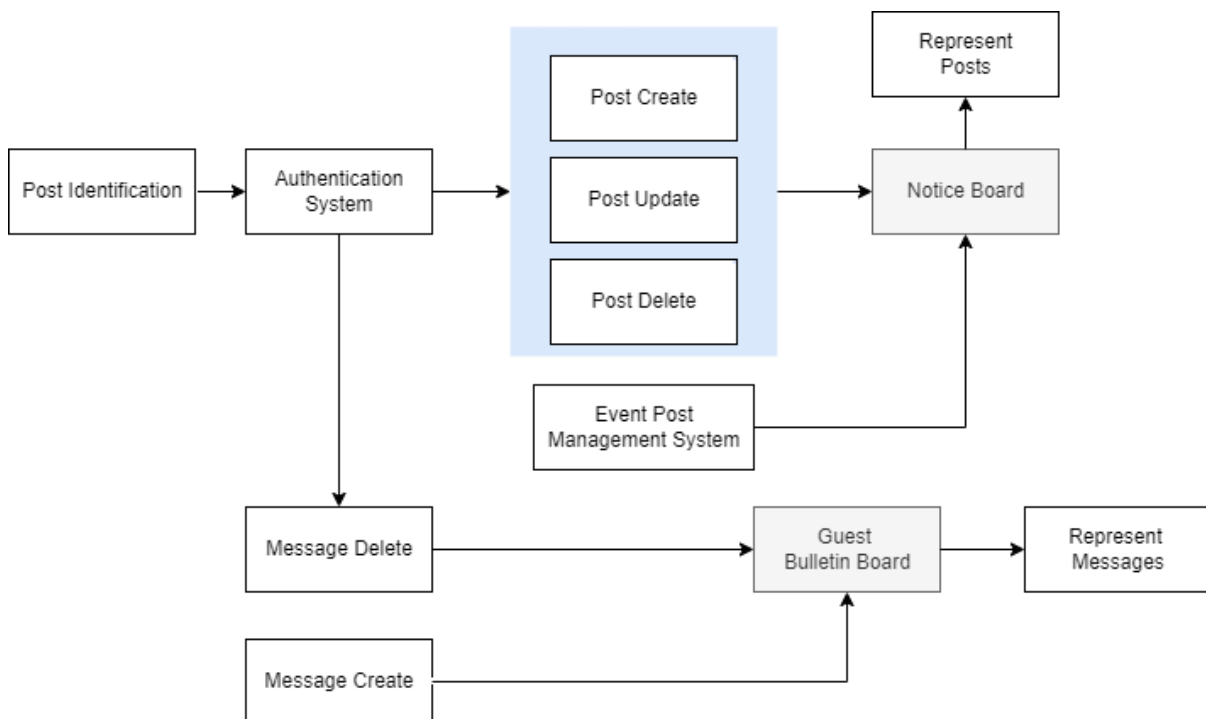 Represent
Posts
Post Create
Post Identification
Authentication
System
Post Update
Notice Board
Post Delete
Event Post
Management System
Message Delete
Guest
Bulletin Board
Represent
Messages
Message Create